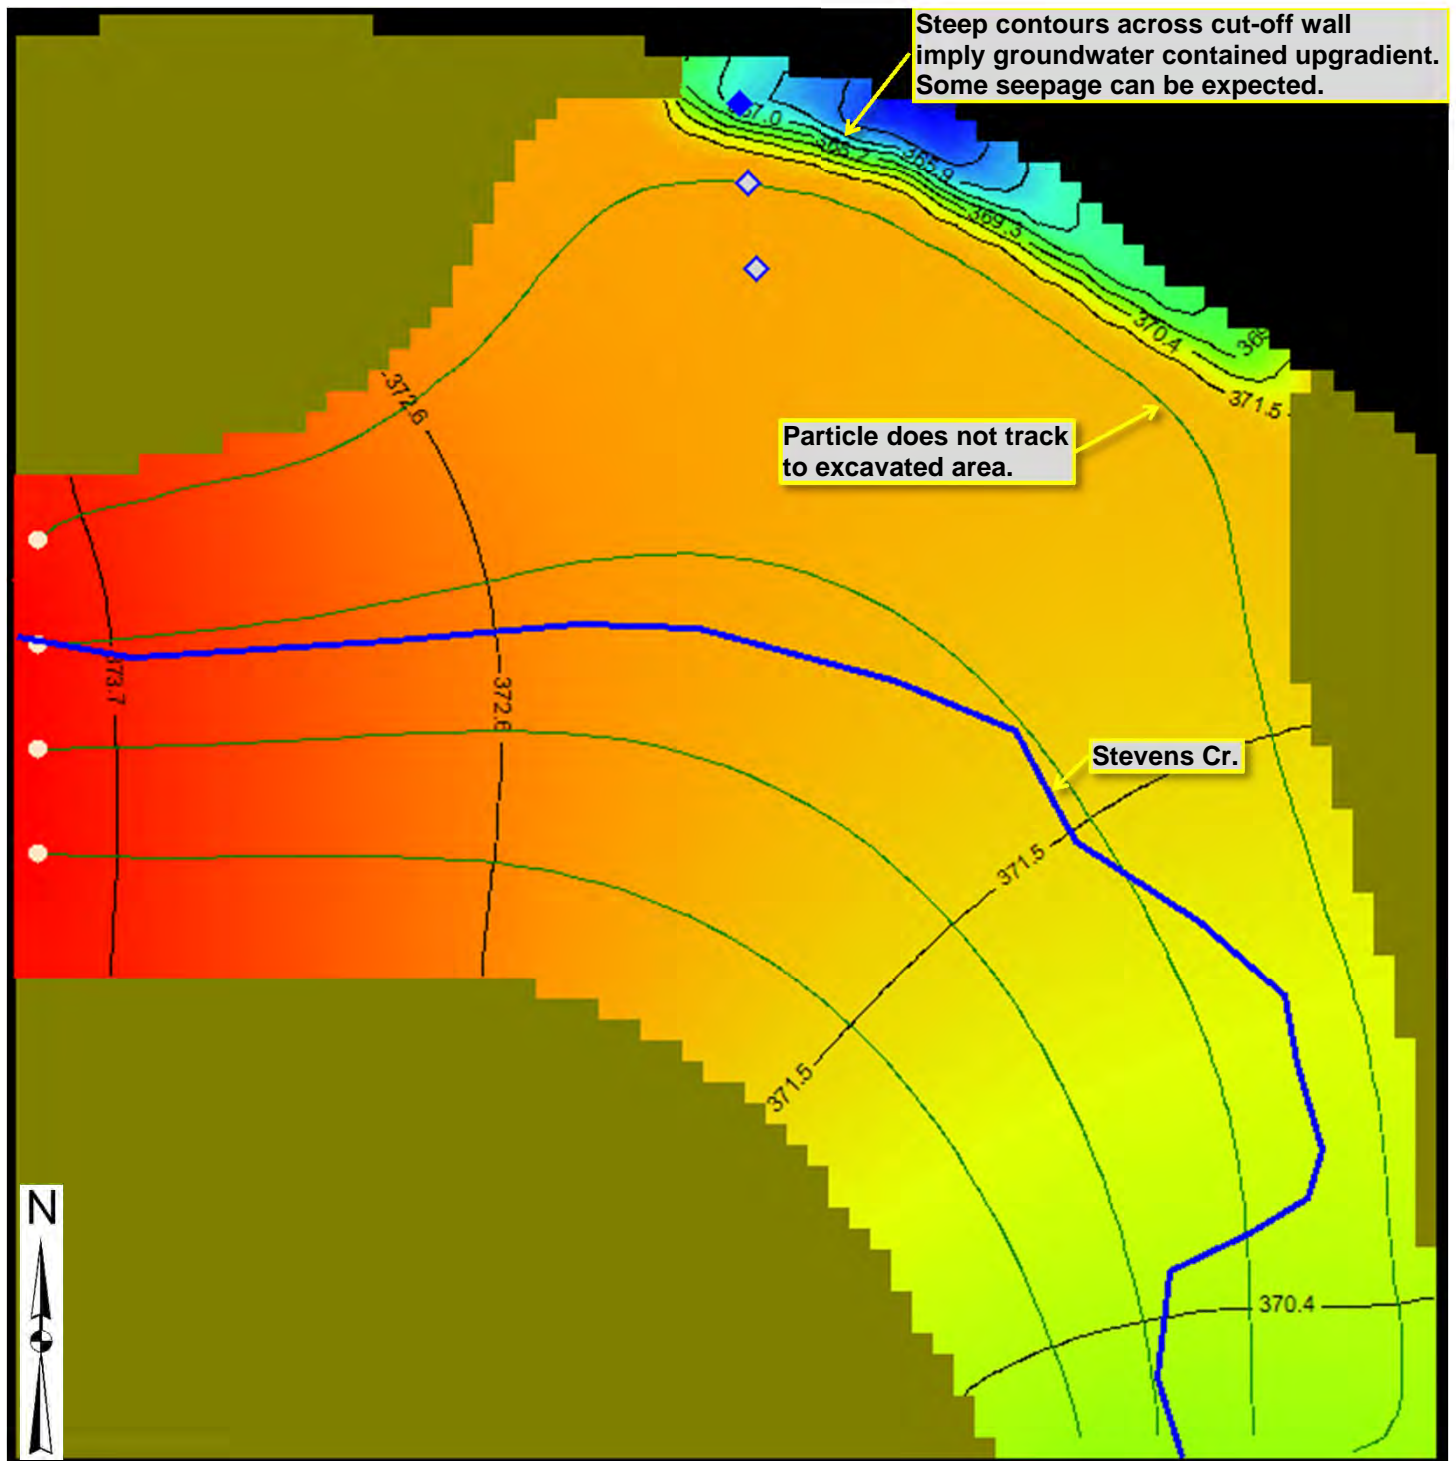 Steep contours across cut-off wall
imply groundwater contained upgradient.
Some seepage can be expected.
365.9
369.3
370.4
372.6
371.5
Particle does not track
to excavated area.
373.7
372.6
Stevens Cr.
371.5
371.5
N
370.4